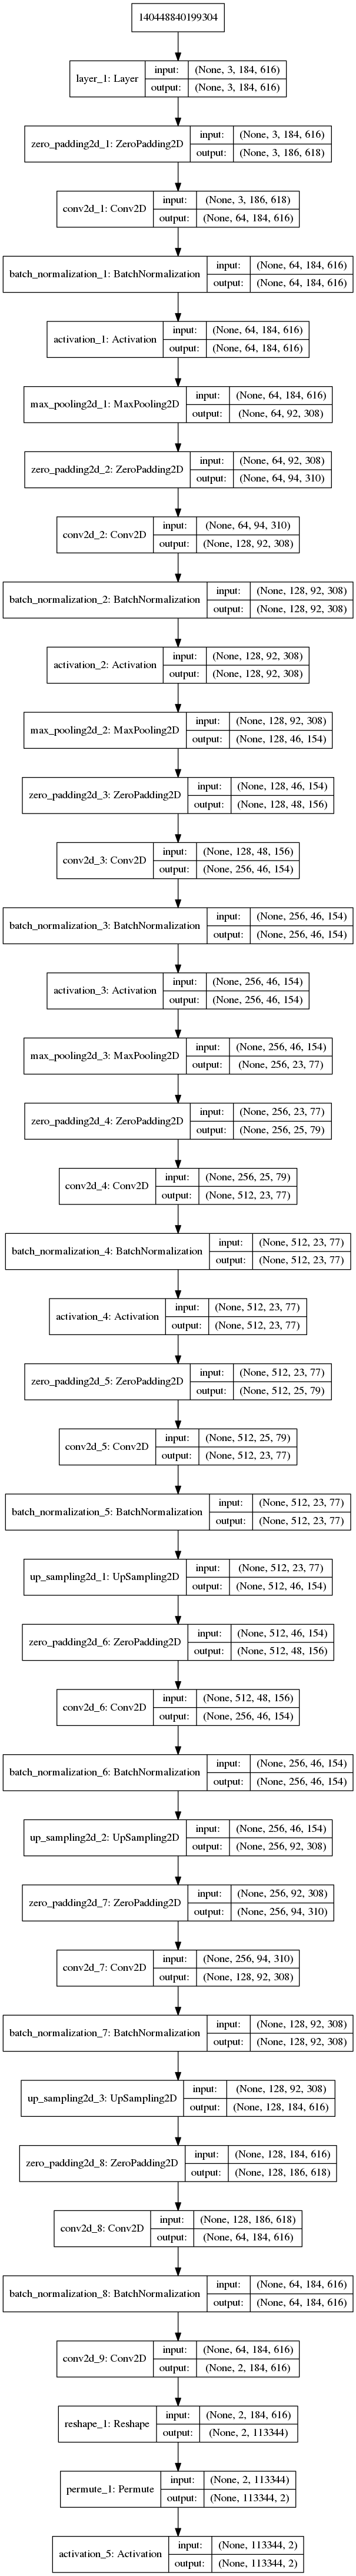 140448840199304
layer_1: Layer
input: (None, 3, 184, 616)
output: (None, 3, 184, 616)
zero_padding2d_1: ZeroPadding2D
input: (None, 3, 184, 616)
output: (None, 3, 186, 618)
conv2d_1: Conv2D
input: (None, 3, 186, 618)
output: (None, 64, 184, 616)
batch_normalization_1: BatchNormalization
input: (None, 64, 184, 616)
output: (None, 64, 184, 616)
activation_1: Activation
input: (None, 64, 184, 616)
output: (None, 64, 184, 616)
max_pooling2d_1: MaxPooling2D
input: (None, 64, 184, 616)
output: (None, 64, 92, 308)
zero_padding2d_2: ZeroPadding2D
input: (None, 64, 92, 308)
output: (None, 64, 94, 310)
conv2d_2: Conv2D
input: (None, 64, 94, 310)
output: (None, 128, 92, 308)
batch_normalization_2: BatchNormalization
input: (None, 128, 92, 308)
output: (None, 128, 92, 308)
activation_2: Activation
input: (None, 128, 92, 308)
output: (None, 128, 92, 308)
max_pooling2d_2: MaxPooling2D
input: (None, 128, 92, 308)
output: (None, 128, 46, 154)
zero_padding2d_3: ZeroPadding2D
input: (None, 128, 46, 154)
output: (None, 128, 48, 156)
conv2d_3: Conv2D
input: (None, 128, 48, 156)
output: (None, 256, 46, 154)
batch_normalization_3: BatchNormalization
input: (None, 256, 46, 154)
output: (None, 256, 46, 154)
activation_3: Activation
input: (None, 256, 46, 154)
output: (None, 256, 46, 154)
max_pooling2d_3: MaxPooling2D
input: (None, 256, 46, 154)
output: (None, 256, 23, 77)
zero_padding2d_4: ZeroPadding2D
input: (None, 256, 23, 77)
output: (None, 256, 25, 79)
conv2d_4: Conv2D
input: (None, 256, 25, 79)
output: (None, 512, 23, 77)
batch_normalization_4: BatchNormalization
input: (None, 512, 23, 77)
output: (None, 512, 23, 77)
activation_4: Activation
input: (None, 512, 23, 77)
output: (None, 512, 23, 77)
zero_padding2d_5: ZeroPadding2D
input: (None, 512, 23, 77)
output: (None, 512, 25, 79)
conv2d_5: Conv2D
input: (None, 512, 25, 79)
output: (None, 512, 23, 77)
batch_normalization_5: BatchNormalization
input: (None, 512, 23, 77)
output: (None, 512, 23, 77)
up_sampling2d_1: UpSampling2D
input: (None, 512, 23, 77)
output: (None, 512, 46, 154)
zero_padding2d_6: ZeroPadding2D
input: (None, 512, 46, 154)
output: (None, 512, 48, 156)
conv2d_6: Conv2D
input: (None, 512, 48, 156)
output: (None, 256, 46, 154)
batch_normalization_6: BatchNormalization
input: (None, 256, 46, 154)
output: (None, 256, 46, 154)
up_sampling2d_2: UpSampling2D
input: (None, 256, 46, 154)
output: (None, 256, 92, 308)
zero_padding2d_7: ZeroPadding2D
input: (None, 256, 92, 308)
output: (None, 256, 94, 310)
conv2d_7: Conv2D
input: (None, 256, 94, 310)
output: (None, 128, 92, 308)
batch_normalization_7: BatchNormalization
input: (None, 128, 92, 308)
output: (None, 128, 92, 308)
up_sampling2d_3: UpSampling2D
input: (None, 128, 92, 308)
output: (None, 128, 184, 616)
zero_padding2d_8: ZeroPadding2D
input: (None, 128, 184, 616)
output: (None, 128, 186, 618)
conv2d_8: Conv2D
input: (None, 128, 186, 618)
output: (None, 64, 184, 616)
batch_normalization_8: BatchNormalization
input: (None, 64, 184, 616)
output: (None, 64, 184, 616)
conv2d_9: Conv2D
input: (None, 64, 184, 616)
output: (None, 2, 184, 616)
reshape_1: Reshape
input: (None, 2, 184, 616)
output: (None, 2, 113344)
permute_1: Permute
input: (None, 2, 113344)
output: (None, 113344, 2)
activation_5: Activation
input: (None, 113344, 2)
output: (None, 113344, 2)